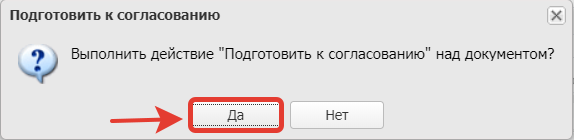 Подготовить к согласованию
Выполнить действие "Подготовить к согласованию" над документом?
Да
Нет